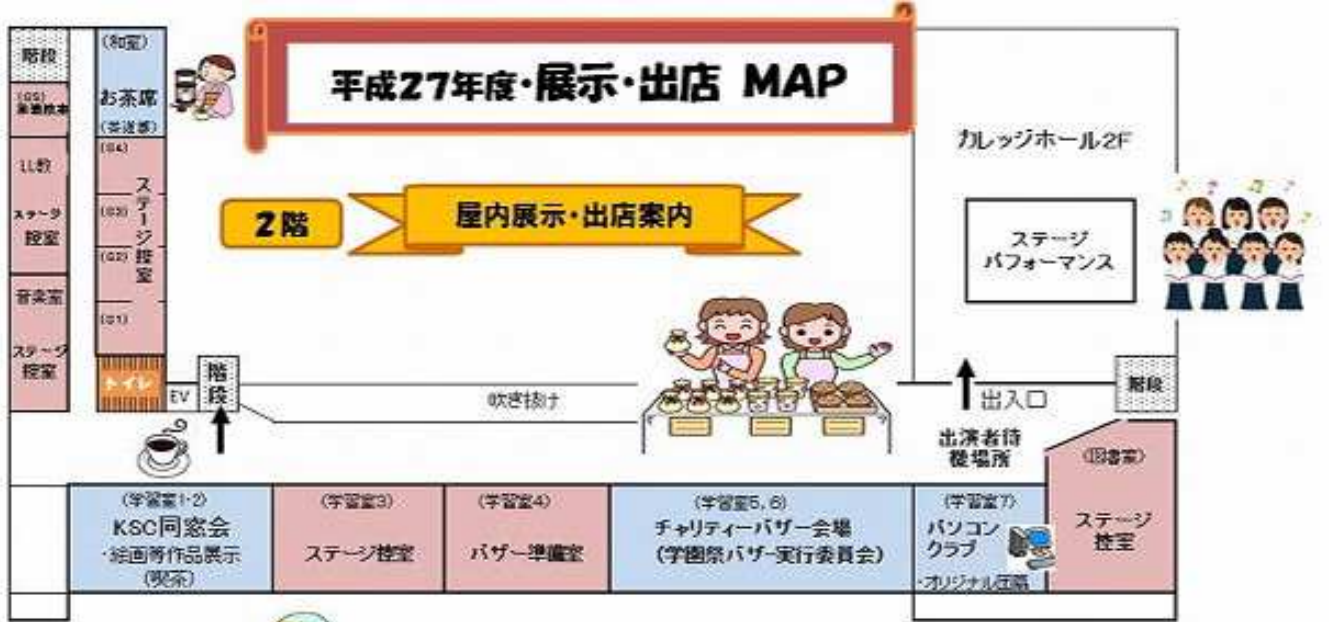 平成27年度・展示・出店 MAP
2階
屋内展示・出店案内
階段
(G5)
LL教
ステージ
控室
音楽室
ステージ
控室
(和室)
お茶席
(茶道部)
(G4)
(G3)
(G2)
(G1)
ステージ控室
トイレ
EV
階段
吹き抜け
カレッジホール2F
ステージ
パフォーマンス
出入口
階段
出演者待
機場所
(図書室)
ステージ
控室
(学習室1・2)
KSC同窓会
・絵画等作品展示
(喫茶)
(学習室3)
ステージ控室
(学習室4)
バザー準備室
(学習室5,6)
チャリティーバザー会場
(学園祭バザー実行委員会)
(学習室7)
パソコン
クラブ
・オリジナル団扇